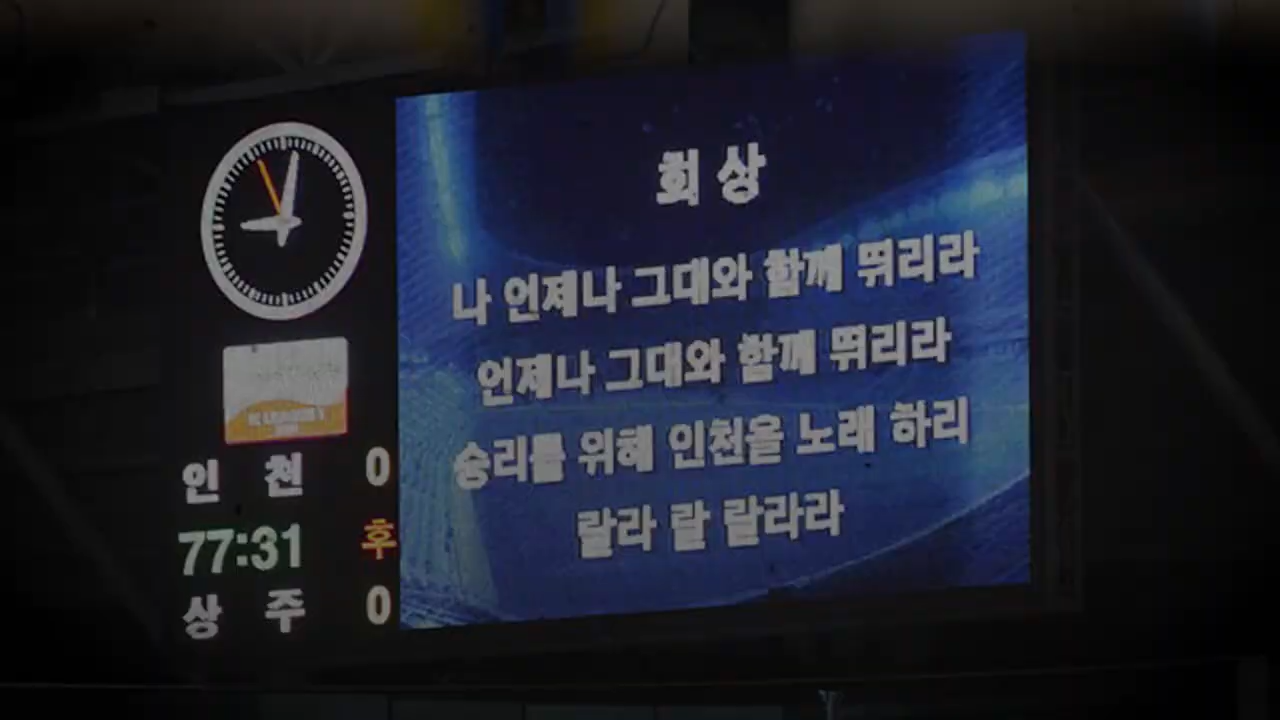 회상
나 언제나 그대와 함께 뛰리라
언제나 그대와 함께 뛰리라
승리를 위해 인천을 노래 하리
랄라 랄 랄라라
인 천 0
77:31 후
상 주 0